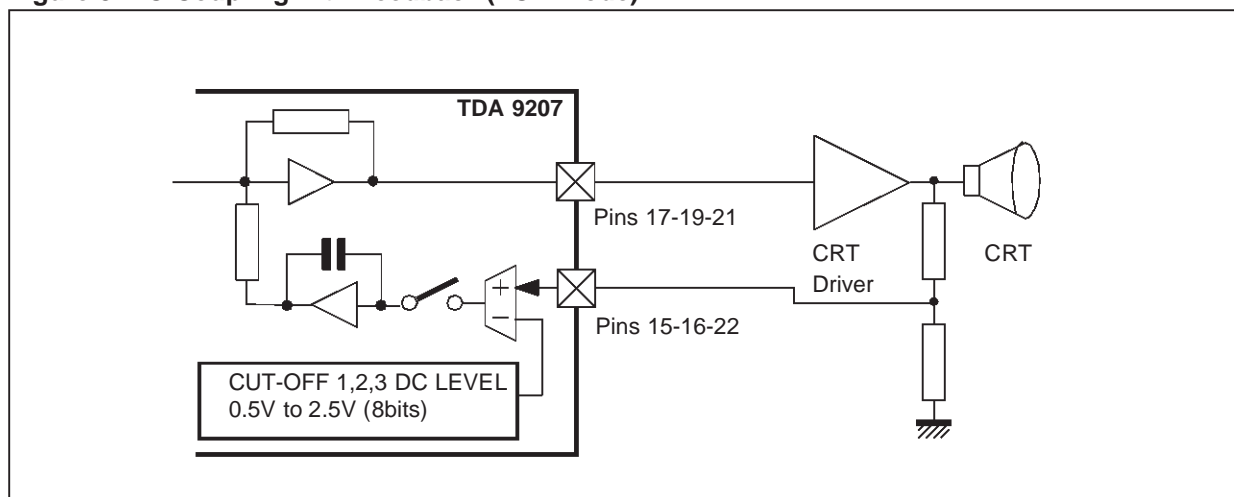 TDA 9207
Pins 17-19-21
CRT
Driver
CRT
+
−
Pins 15-16-22
CUT-OFF 1,2,3 DC LEVEL
0.5V to 2.5V (8bits)